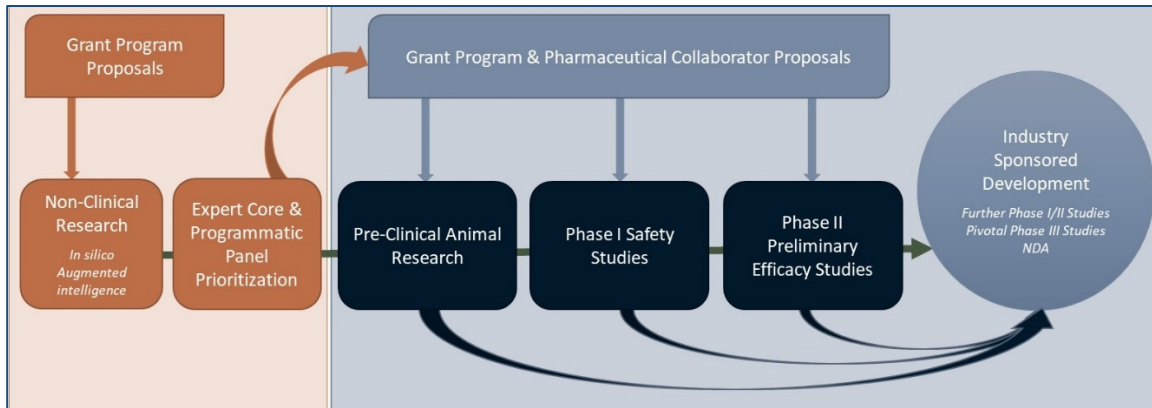 Grant Program
Proposals
Grant Program & Pharmaceutical Collaborator Proposals
Non-Clinical
Research
In silico
Augmented
intelligence
Expert Core &
Programmatic
Panel
Prioritization
Pre-Clinical Animal
Research
Phase I Safety
Studies
Phase II
Preliminary
Efficacy Studies
Industry
Sponsored
Development
Further Phase I/II Studies
Pivotal Phase III Studies
NDA